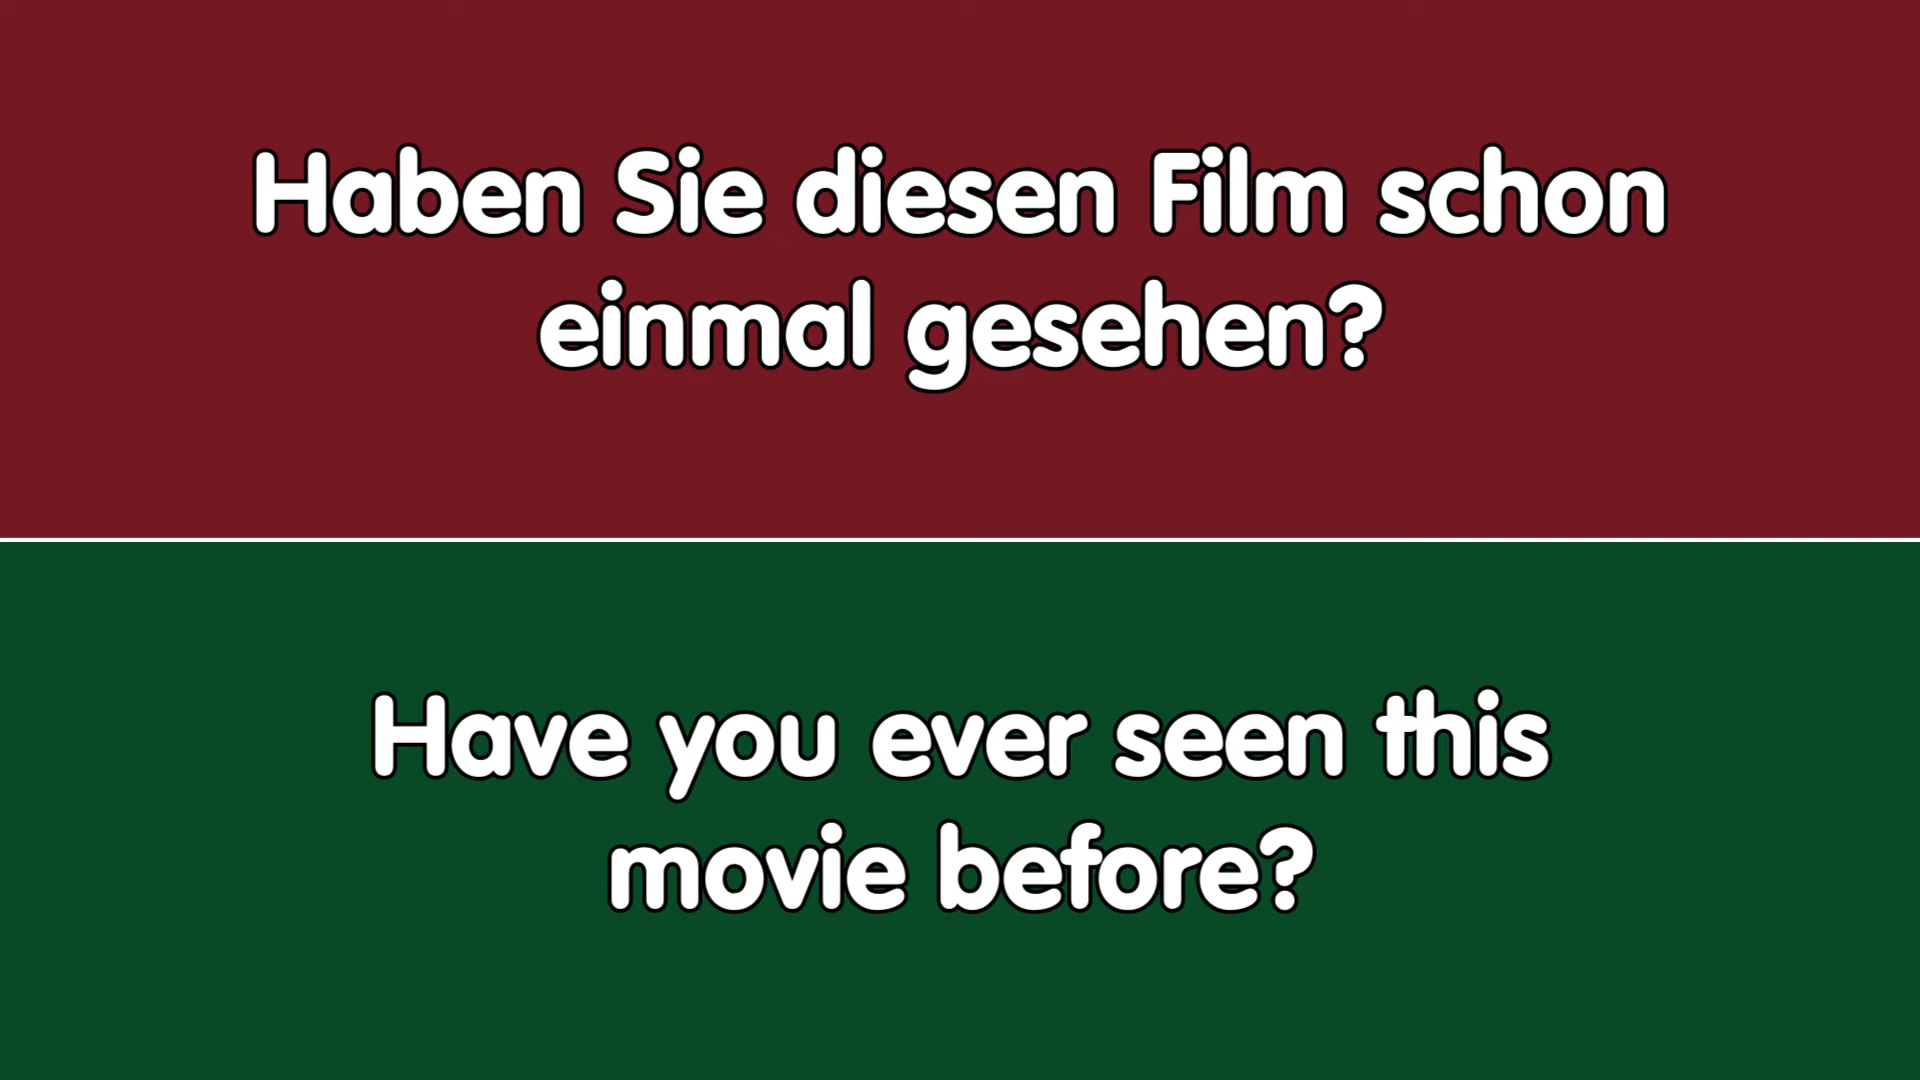 Haben Sie diesen Film schon
einmal gesehen?
Have you ever seen this
movie before?